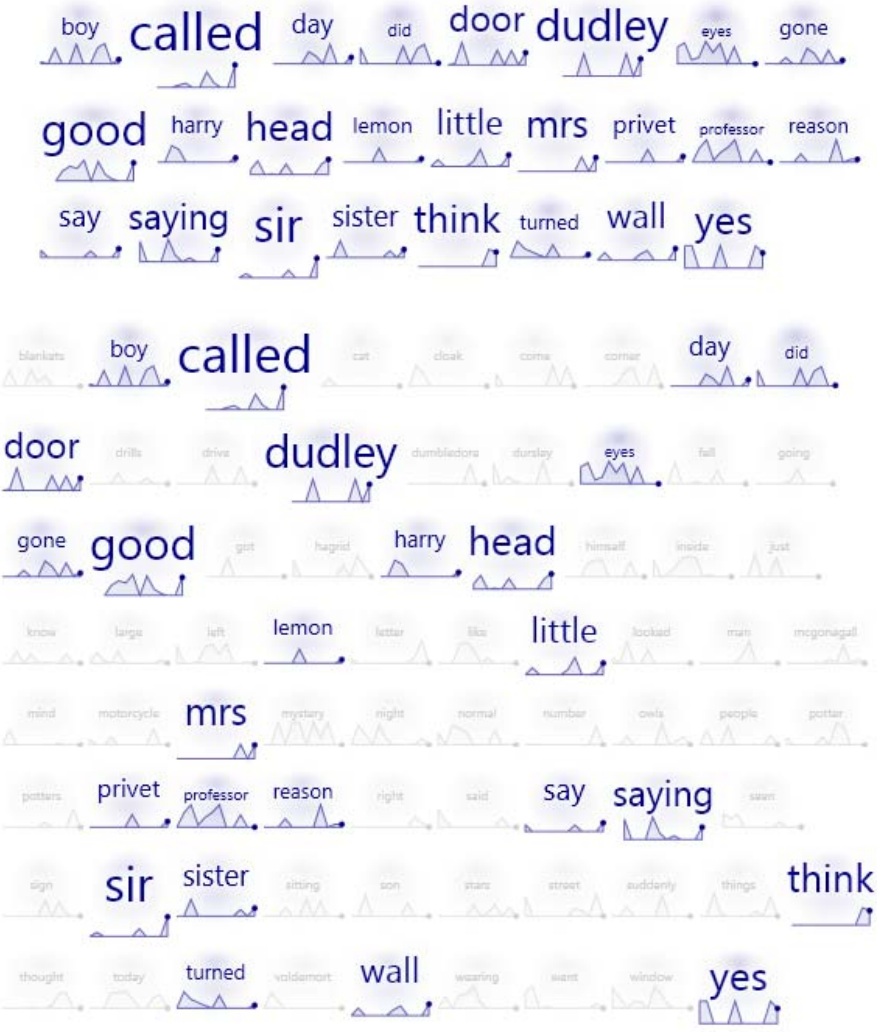 boy called day did door dudley eyes gone
good harry head lemon little mrs privet professor reason
say saying sir sister think turned wall yes
blankets boy called cat cloak come corner day did
door drills drive dudley dumbledore dursley eyes fall going
gone good got hagrid harry head himself inside just
know large left lemon letter like little looked man mcgonagall
mind motorcycle mrs mystery night normal number owls people potter
potters privet professor reason right said say saying seen
sign sir sister sitting son stars street suddenly things think
thought today turned voldemort wall wearing went window yes